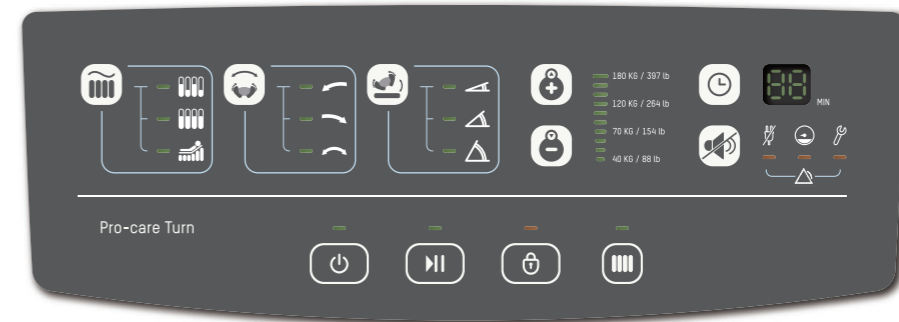 180 KG / 397 lb
88
MIN
120 KG / 264 lb
70 KG / 154 lb
40 KG / 88 lb
Pro-care Turn